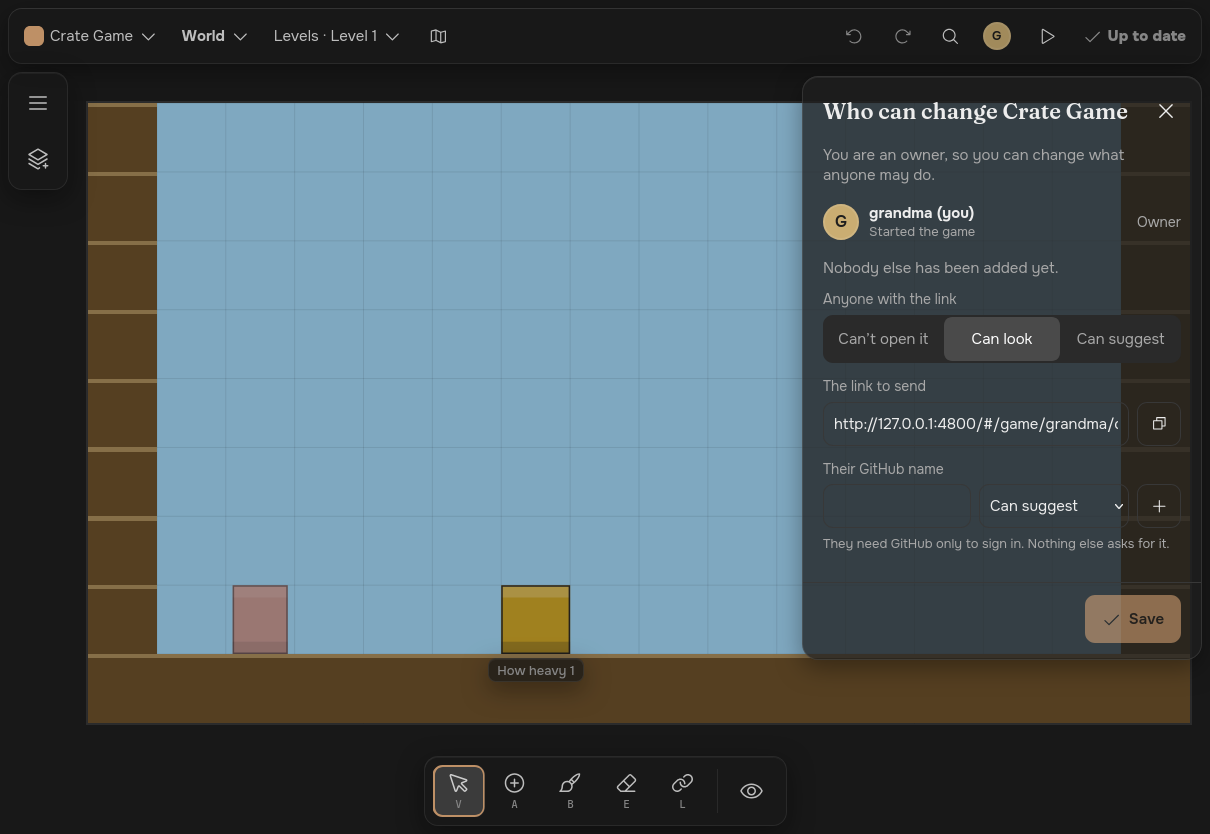 Crate Game
World
Levels · Level 1
G
Up to date
Who can change Crate Game
You are an owner, so you can change what
anyone may do.
G
grandma (you)
Started the game
Owner
Nobody else has been added yet.
Anyone with the link
Can't open it
Can look
Can suggest
The link to send
http://127.0.0.1:4800/#/game/grandma/c
Their GitHub name
Can suggest
They need GitHub only to sign in. Nothing else asks for it.
Save
How heavy 1
V
A
B
E
L